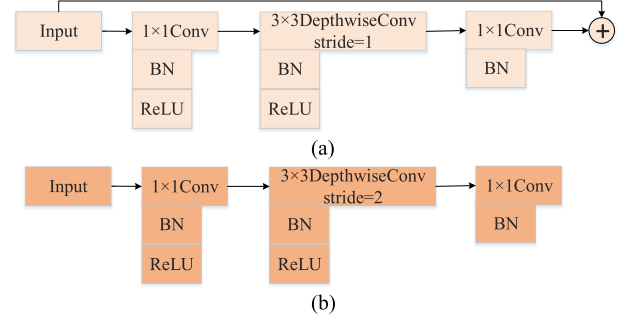 Input
1×1Conv
BN
ReLU
3×3DepthwiseConv
stride=1
BN
ReLU
1×1Conv
BN
+
(a)
Input
1×1Conv
BN
ReLU
3×3DepthwiseConv
stride=2
BN
ReLU
1×1Conv
BN
(b)